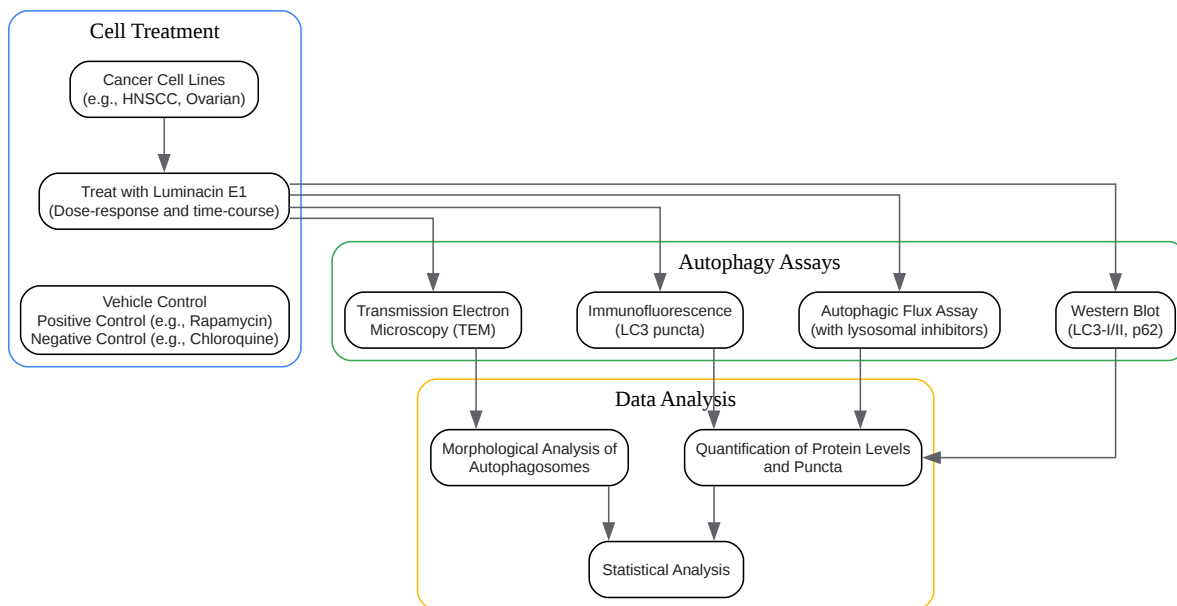 Cell Treatment
Cancer Cell Lines
(e.g., HNSCC, Ovarian)
Treat with Luminacin E1
(Dose-response and time-course)
Vehicle Control
Positive Control (e.g., Rapamycin)
Negative Control (e.g., Chloroquine)
Autophagy Assays
Transmission Electron
Microscopy (TEM)
Immunofluorescence
(LC3 puncta)
Autophagic Flux Assay
(with lysosomal inhibitors)
Western Blot
(LC3-I/II, p62)
Data Analysis
Morphological Analysis of
Autophagosomes
Quantification of Protein Levels
and Puncta
Statistical Analysis